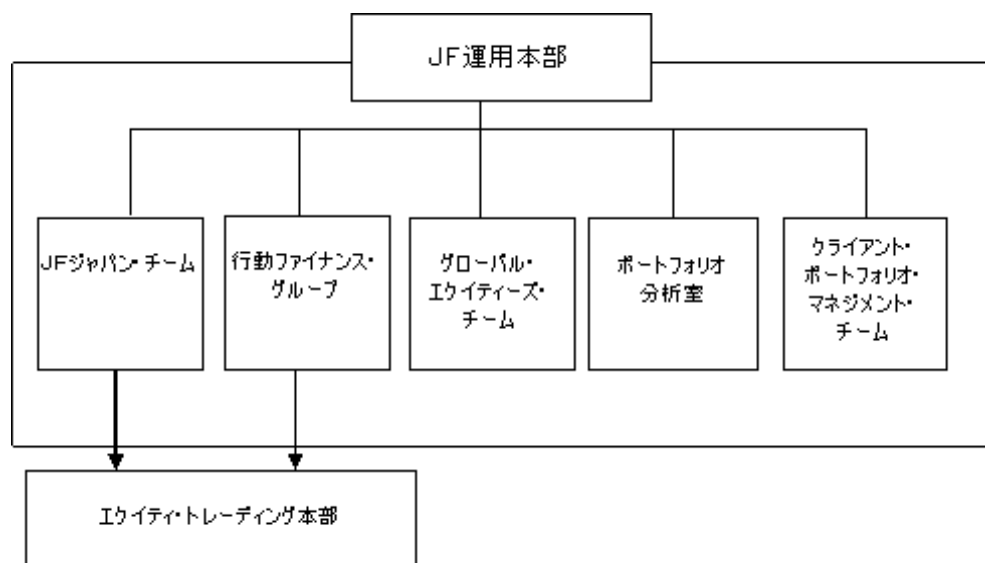 JF運用本部
JFジャパン・チーム
行動ファイナンス・
グループ
グローバル・
エクイティーズ・
チーム
ポートフォリオ
分析室
クライアント・
ポートフォリオ・
マネジメント・
チーム
エクイティ・トレーディング本部